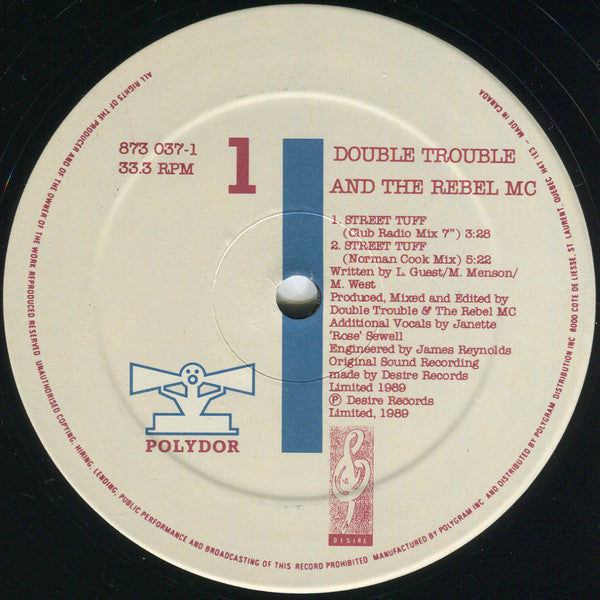 873 037-1
33.3 RPM
1
DOUBLE TROUBLE
AND THE REBEL MC
1. STREET TUFF
(Club Radio Mix 7") 3:28
2. STREET TUFF
(Norman Cook Mix) 5:22
Written by L. Guest/M. Menson/
M. West
Produced, Mixed and Edited by
Double Trouble & The Rebel MC
Additional Vocals by Janette
'Rose' Sewell
Engineered by James Reynolds
Original Sound Recording
made by Desire Records
Limited 1989
Ⓟ Desire Records
Limited, 1989
POLYDOR
DESIRE
ALL RIGHTS OF THE PRODUCER AND OF THE OWNER OF THE WORK REPRODUCED RESERVED. UNAUTHORISED COPYING, HIRING, LENDING, PUBLIC PERFORMANCE AND BROADCASTING OF THIS RECORD PROHIBITED MANUFACTURED BY POLYGRAM INC AND DISTRIBUTED BY POLYGRAM DISTRIBUTION INC 6000 COTE DE LIESSE, ST LAURENT, QUEBEC H4T 1E3 - MADE IN CANADA